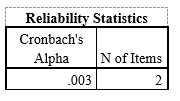 Reliability Statistics
Cronbach's
Alpha N of Items
.003 2